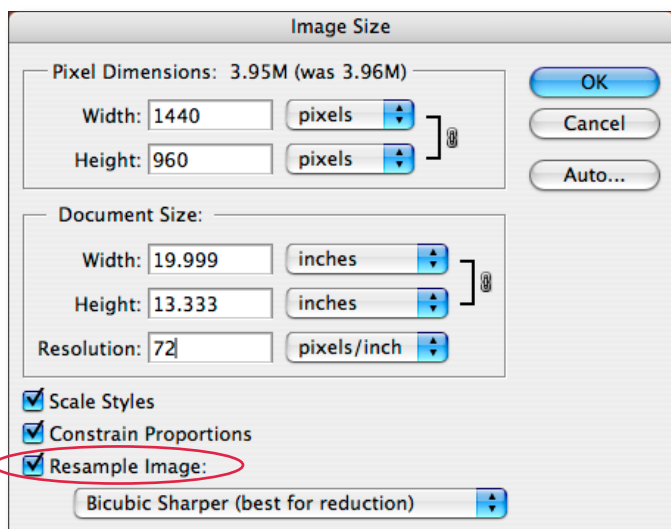 Image Size
Pixel Dimensions: 3.95M (was 3.96M)
Width: 1440 pixels
Height: 960 pixels
OK
Cancel
Auto...
Document Size:
Width: 19.999 inches
Height: 13.333 inches
Resolution: 72 pixels/inch
Scale Styles
Constrain Proportions
Resample Image:
Bicubic Sharper (best for reduction)